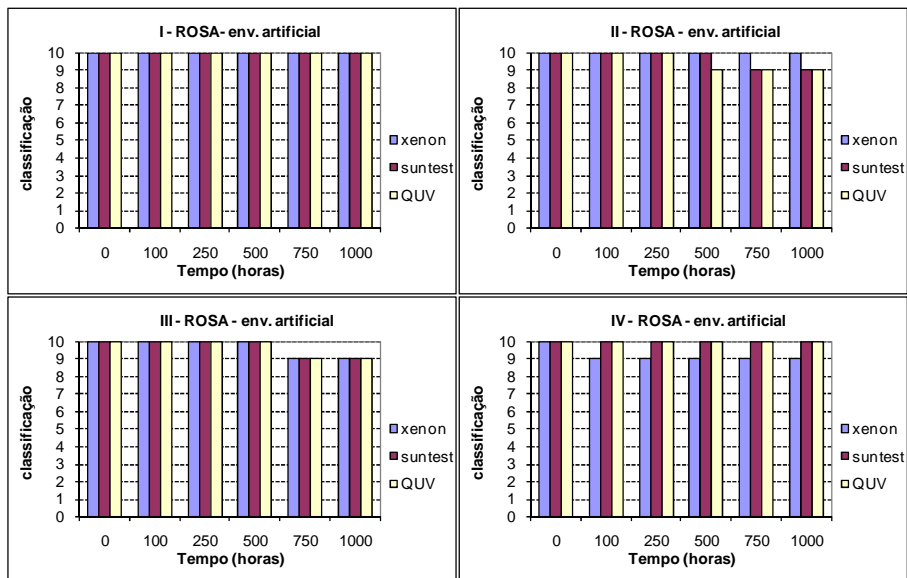 I - ROSA- env. artificial
classificação
10
9
8
7
6
5
4
3
2
1
0
0 100 250 500 750 1000
Tempo (horas)
xenon
suntest
QUV
II - ROSA - env. artificial
classificação
10
9
8
7
6
5
4
3
2
1
0
0 100 250 500 750 1000
Tempo (horas)
xenon
suntest
QUV
III - ROSA - env. artificial
classificação
10
9
8
7
6
5
4
3
2
1
0
0 100 250 500 750 1000
Tempo (horas)
xenon
suntest
QUV
IV - ROSA - env. artificial
classificação
10
9
8
7
6
5
4
3
2
1
0
0 100 250 500 750 1000
Tempo (horas)
xenon
suntest
QUV